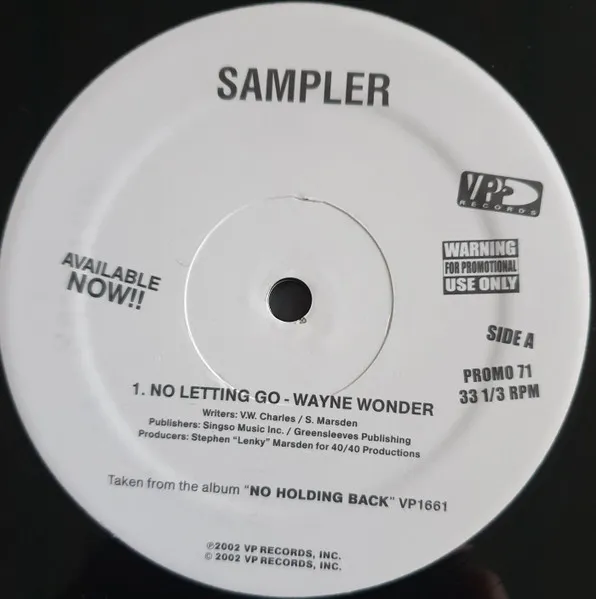 SAMPLER
VP
RECORDS
WARNING
FOR PROMOTIONAL
USE ONLY
AVAILABLE
NOW!!
SIDE A
PROMO 71
33 1/3 RPM
1. NO LETTING GO - WAYNE WONDER
Writers: V.W. Charles / S. Marsden
Publishers: Singso Music Inc. / Greensleeves Publishing
Producers: Stephen "Lenky" Marsden for 40/40 Productions
Taken from the album "NO HOLDING BACK" VP1661
℗2002 VP RECORDS, INC.
© 2002 VP RECORDS, INC.